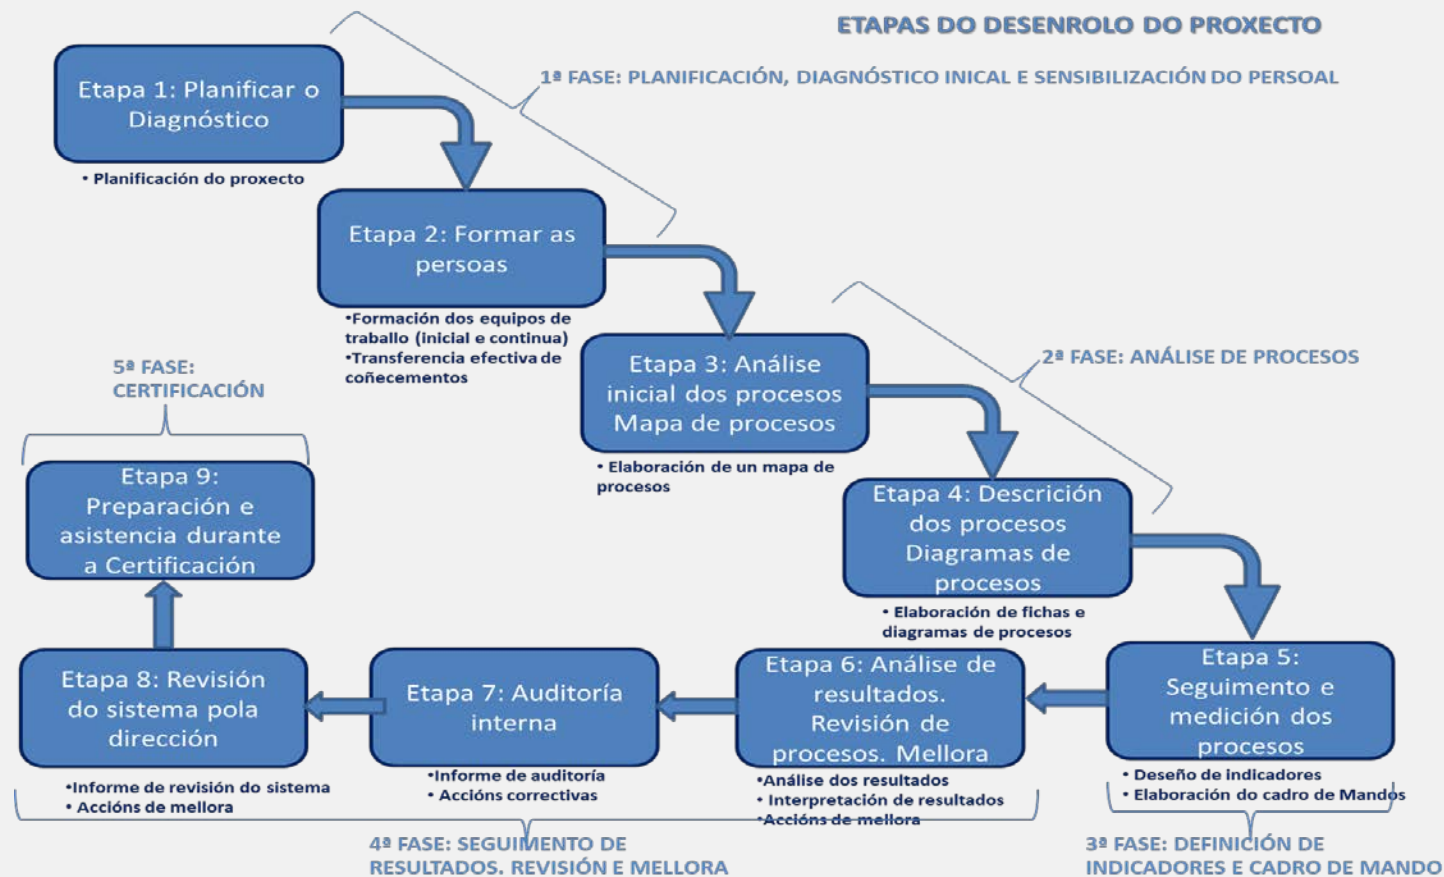 ETAPAS DO DESENROLO DO PROXECTO
1ª FASE: PLANIFICACIÓN, DIAGNÓSTICO INICAL E SENSIBILIZACIÓN DO PERSOAL
Etapa 1: Planificar o
Diagnóstico
• Planificación do proxecto
Etapa 2: Formar as
persoas
•Formación dos equipos de
traballo (inicial e continua)
•Transferencia efectiva de
coñecementos
2ª FASE: ANÁLISE DE PROCESOS
Etapa 3: Análise
inicial dos procesos
Mapa de procesos
• Elaboración de un mapa de
procesos
Etapa 4: Descrición
dos procesos
Diagramas de
procesos
• Elaboración de fichas e
diagramas de procesos
Etapa 5:
Seguimento e
medición dos
procesos
• Deseño de indicadores
• Elaboración do cadro de Mandos
3ª FASE: DEFINICIÓN DE
INDICADORES E CADRO DE MANDO
Etapa 6: Análise de
resultados.
Revisión de
procesos. Mellora
•Análise dos resultados
• Interpretación de resultados
•Accións de mellora
Etapa 7: Auditoría
interna
•Informe de auditoría
• Accións correctivas
Etapa 8: Revisión
do sistema pola
dirección
•Informe de revisión do sistema
• Accións de mellora
4ª FASE: SEGUIMENTO DE
RESULTADOS. REVISIÓN E MELLORA
5ª FASE:
CERTIFICACIÓN
Etapa 9:
Preparación e
asistencia durante
a Certificación